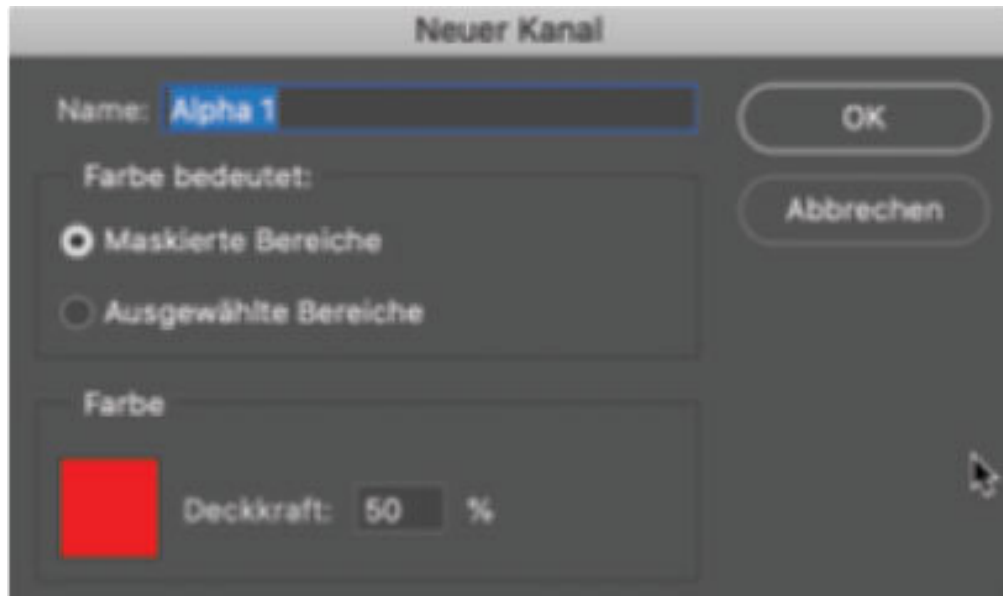 Neuer Kanal
Name: Alpha 1
OK
Farbe bedeutet:
Abbrechen
Maskierte Bereiche
Ausgewählte Bereiche
Farbe
Deckkraft: 50 %